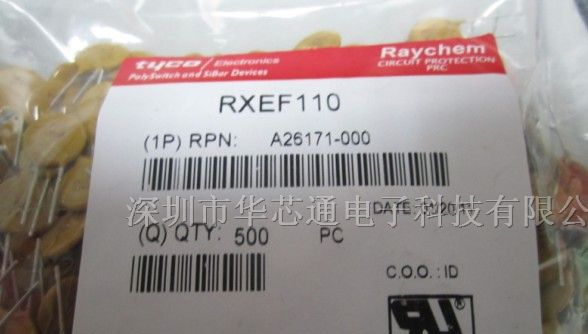 tyco / Electronics
PolySwitch and SiBar Devices
Raychem
CIRCUIT PROTECTION
PRC
RXEF110
(1P) RPN: A26171-000
深圳市华芯通电子科技有限公
DATE
(Q) QTY: 500 PC
C.O.O. : ID